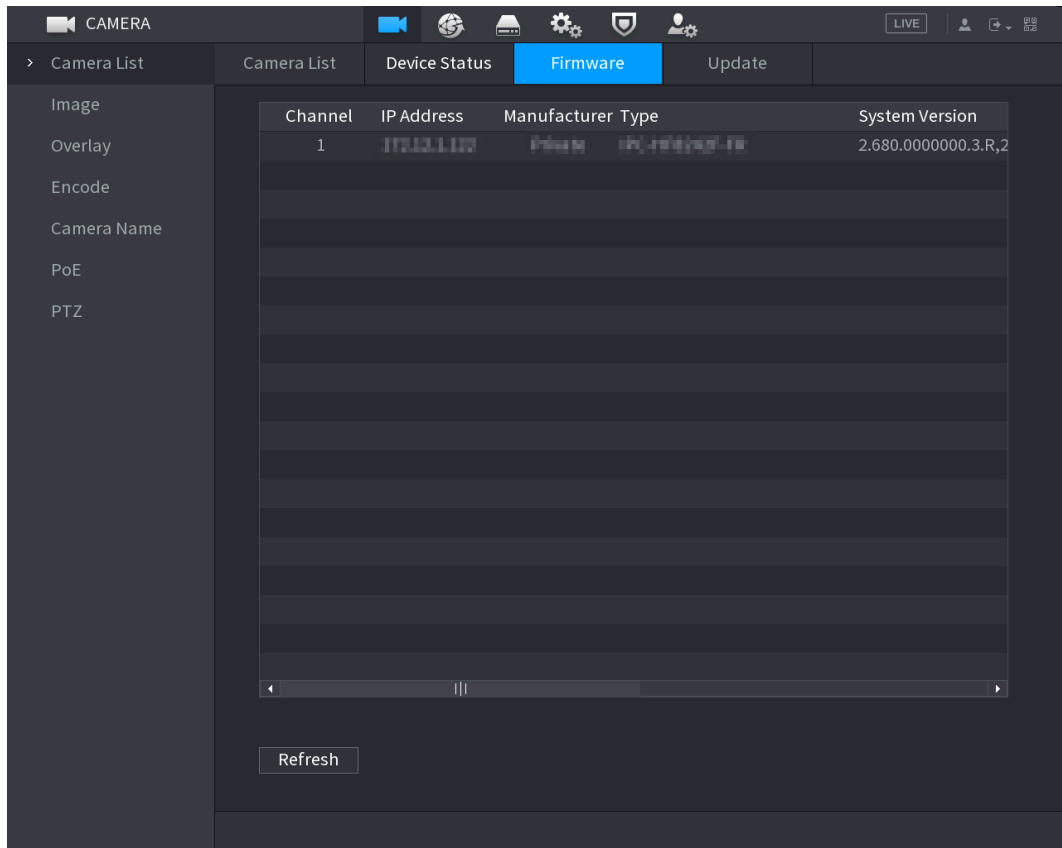 CAMERA
LIVE
Camera List
Image
Overlay
Encode
Camera Name
PoE
PTZ
Camera List Device Status Firmware Update
Channel IP Address Manufacturer Type System Version
1 2.680.0000000.3.R,2
Refresh